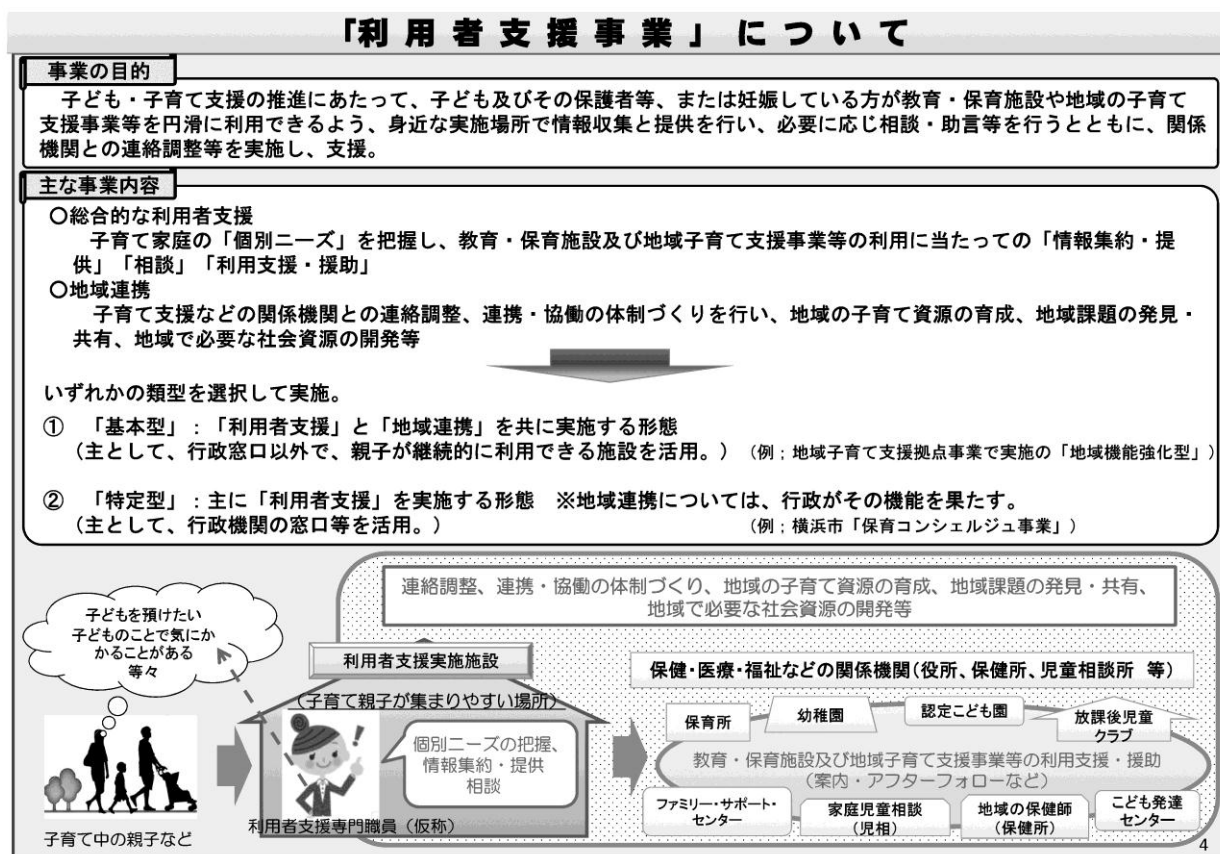 「利用者支援事業」について
事業の目的
子ども・子育て支援の推進にあたって、子ども及びその保護者等、または妊娠している方が教育・保育施設や地域の子育て
支援事業等を円滑に利用できるよう、身近な実施場所で情報収集と提供を行い、必要に応じ相談・助言等を行うとともに、関係
機関との連絡調整等を実施し、支援。
主な事業内容
○総合的な利用者支援
子育て家庭の「個別ニーズ」を把握し、教育・保育施設及び地域子育て支援事業等の利用に当たっての「情報集約・提
供」「相談」「利用支援・援助」
○地域連携
子育て支援などの関係機関との連絡調整、連携・協働の体制づくりを行い、地域の子育て資源の育成、地域課題の発見・
共有、地域で必要な社会資源の開発等
いずれかの類型を選択して実施。
① 「基本型」：「利用者支援」と「地域連携」を共に実施する形態
（主として、行政窓口以外で、親子が継続的に利用できる施設を活用。）（例；地域子育て支援拠点事業で実施の「地域機能強化型」）
② 「特定型」：主に「利用者支援」を実施する形態 ※地域連携については、行政がその機能を果たす。
（主として、行政機関の窓口等を活用。）（例；横浜市「保育コンシェルジュ事業」）
連絡調整、連携・協働の体制づくり、地域の子育て資源の育成、地域課題の発見・共有、
地域で必要な社会資源の開発等
子どもを預けたい
子どものことで気にか
かることがある
等々
利用者支援実施施設
（子育て親子が集まりやすい場所）
個別ニーズの把握、
情報集約・提供
相談
利用者支援専門職員（仮称）
子育て中の親子など
保健・医療・福祉などの関係機関（役所、保健所、児童相談所 等）
保育所
幼稚園
認定こども園
放課後児童
クラブ
教育・保育施設及び地域子育て支援事業等の利用支援・援助
（案内・アフターフォローなど）
ファミリー・サポート・
センター
家庭児童相談
（児相）
地域の保健師
（保健所）
こども発達
センター
4